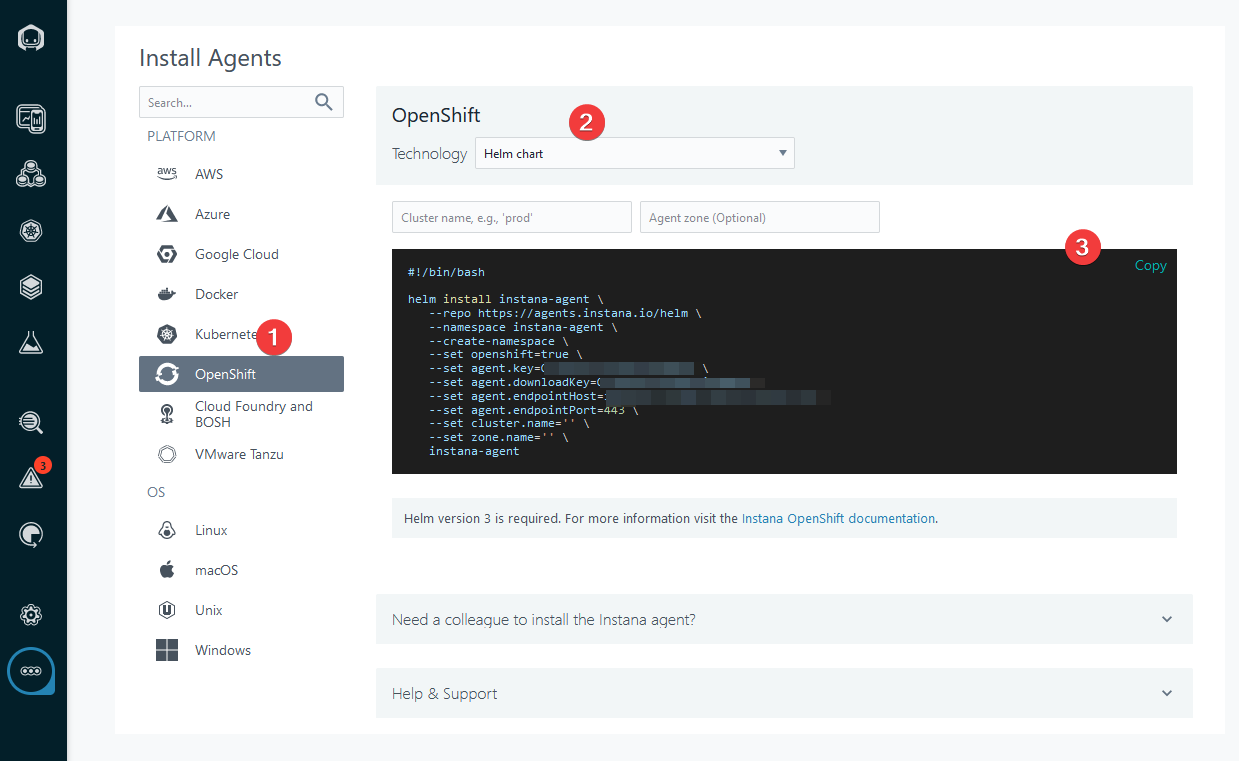 Install Agents
Search...
PLATFORM
aws AWS
Azure
Google Cloud
Docker
Kubernete
1
OpenShift
Cloud Foundry and
BOSH
VMware Tanzu
OS
Linux
macOS
Unix
Windows
3
OpenShift
2
Technology Helm chart
Cluster name, e.g., 'prod' Agent zone (Optional)
3
Copy
#!/bin/bash
helm install instana-agent \
--repo https://agents.instana.io/helm \
--namespace instana-agent \
--create-namespace \
--set openshift=true \
--set agent.key= \
--set agent.downloadKey=
--set agent.endpointHost=
--set agent.endpointPort=443 \
--set cluster.name='' \
--set zone.name='' \
instana-agent
Helm version 3 is required. For more information visit the Instana OpenShift documentation.
Need a colleague to install the Instana agent?
Help & Support